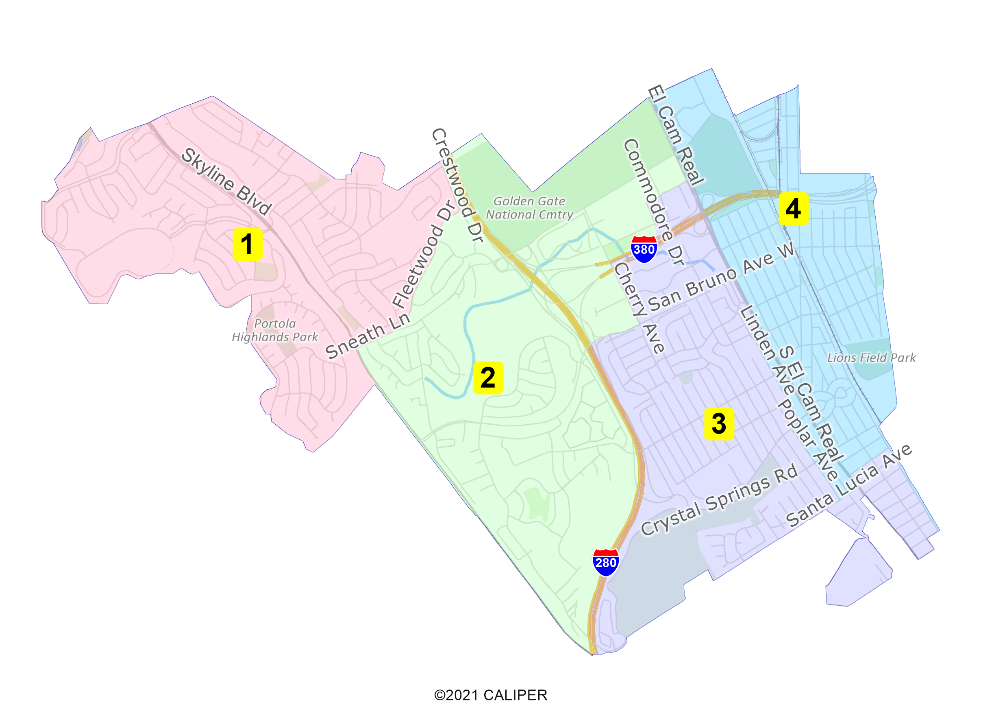 El Cam Real
Crestwood Dr
Commodore Dr
Skyline Blvd
Golden Gate
National Cmtry
Fleetwood Dr
4
1
380
San Bruno Ave W
Cherry Ave
Sneath Ln
Portola
Highlands Park
Linden Ave
S El Cam Real
Lions Field Park
2
Poplar Ave
3
Santa Lucia Ave
Crystal Springs Rd
280
©2021 CALIPER